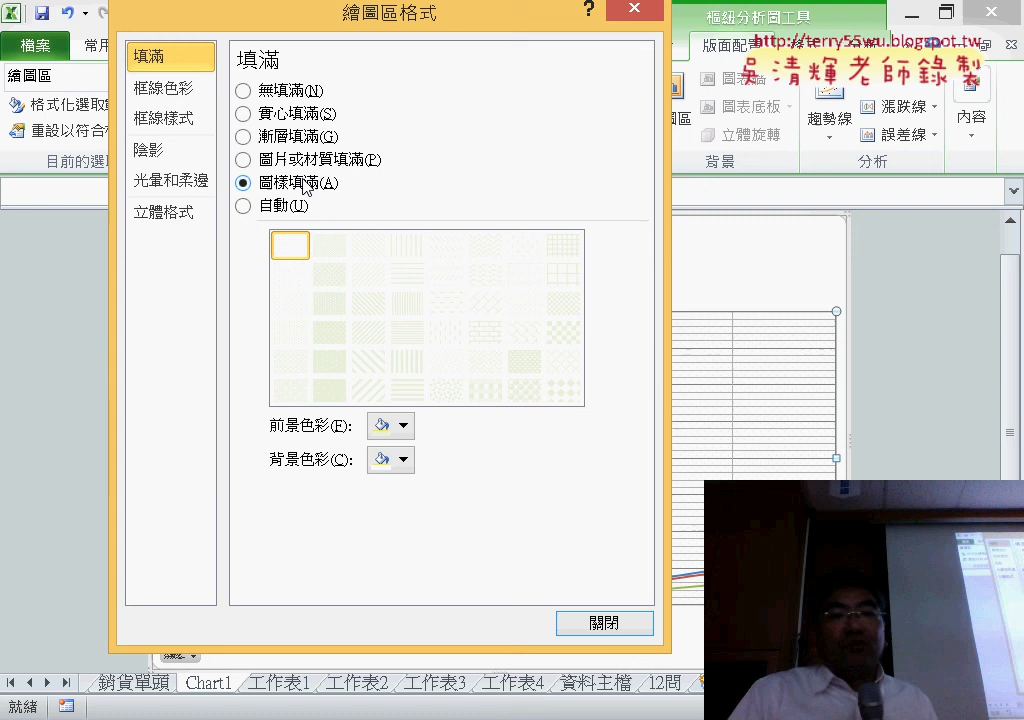 繪圖區格式
樞紐分析圖工具
檔案
常用
版面配置
http://terry55wu.blogspot.tw
吳清輝老師錄製
繪圖區
填滿
框線色彩
框線樣式
陰影
光暈和柔邊
立體格式
填滿
無填滿(N)
實心填滿(S)
漸層填滿(G)
圖片或材質填滿(P)
圖樣填滿(A)
自動(U)
前景色彩(F):
背景色彩(C):
關閉
格式化選取
重設以符合
目前的選
圖表底板
立體旋轉
背景
趨勢線
漲跌線
誤差線
分析
內容
銷貨單頭
Chart1
工作表1
工作表2
工作表3
工作表4
資料主檔
12問
就緒